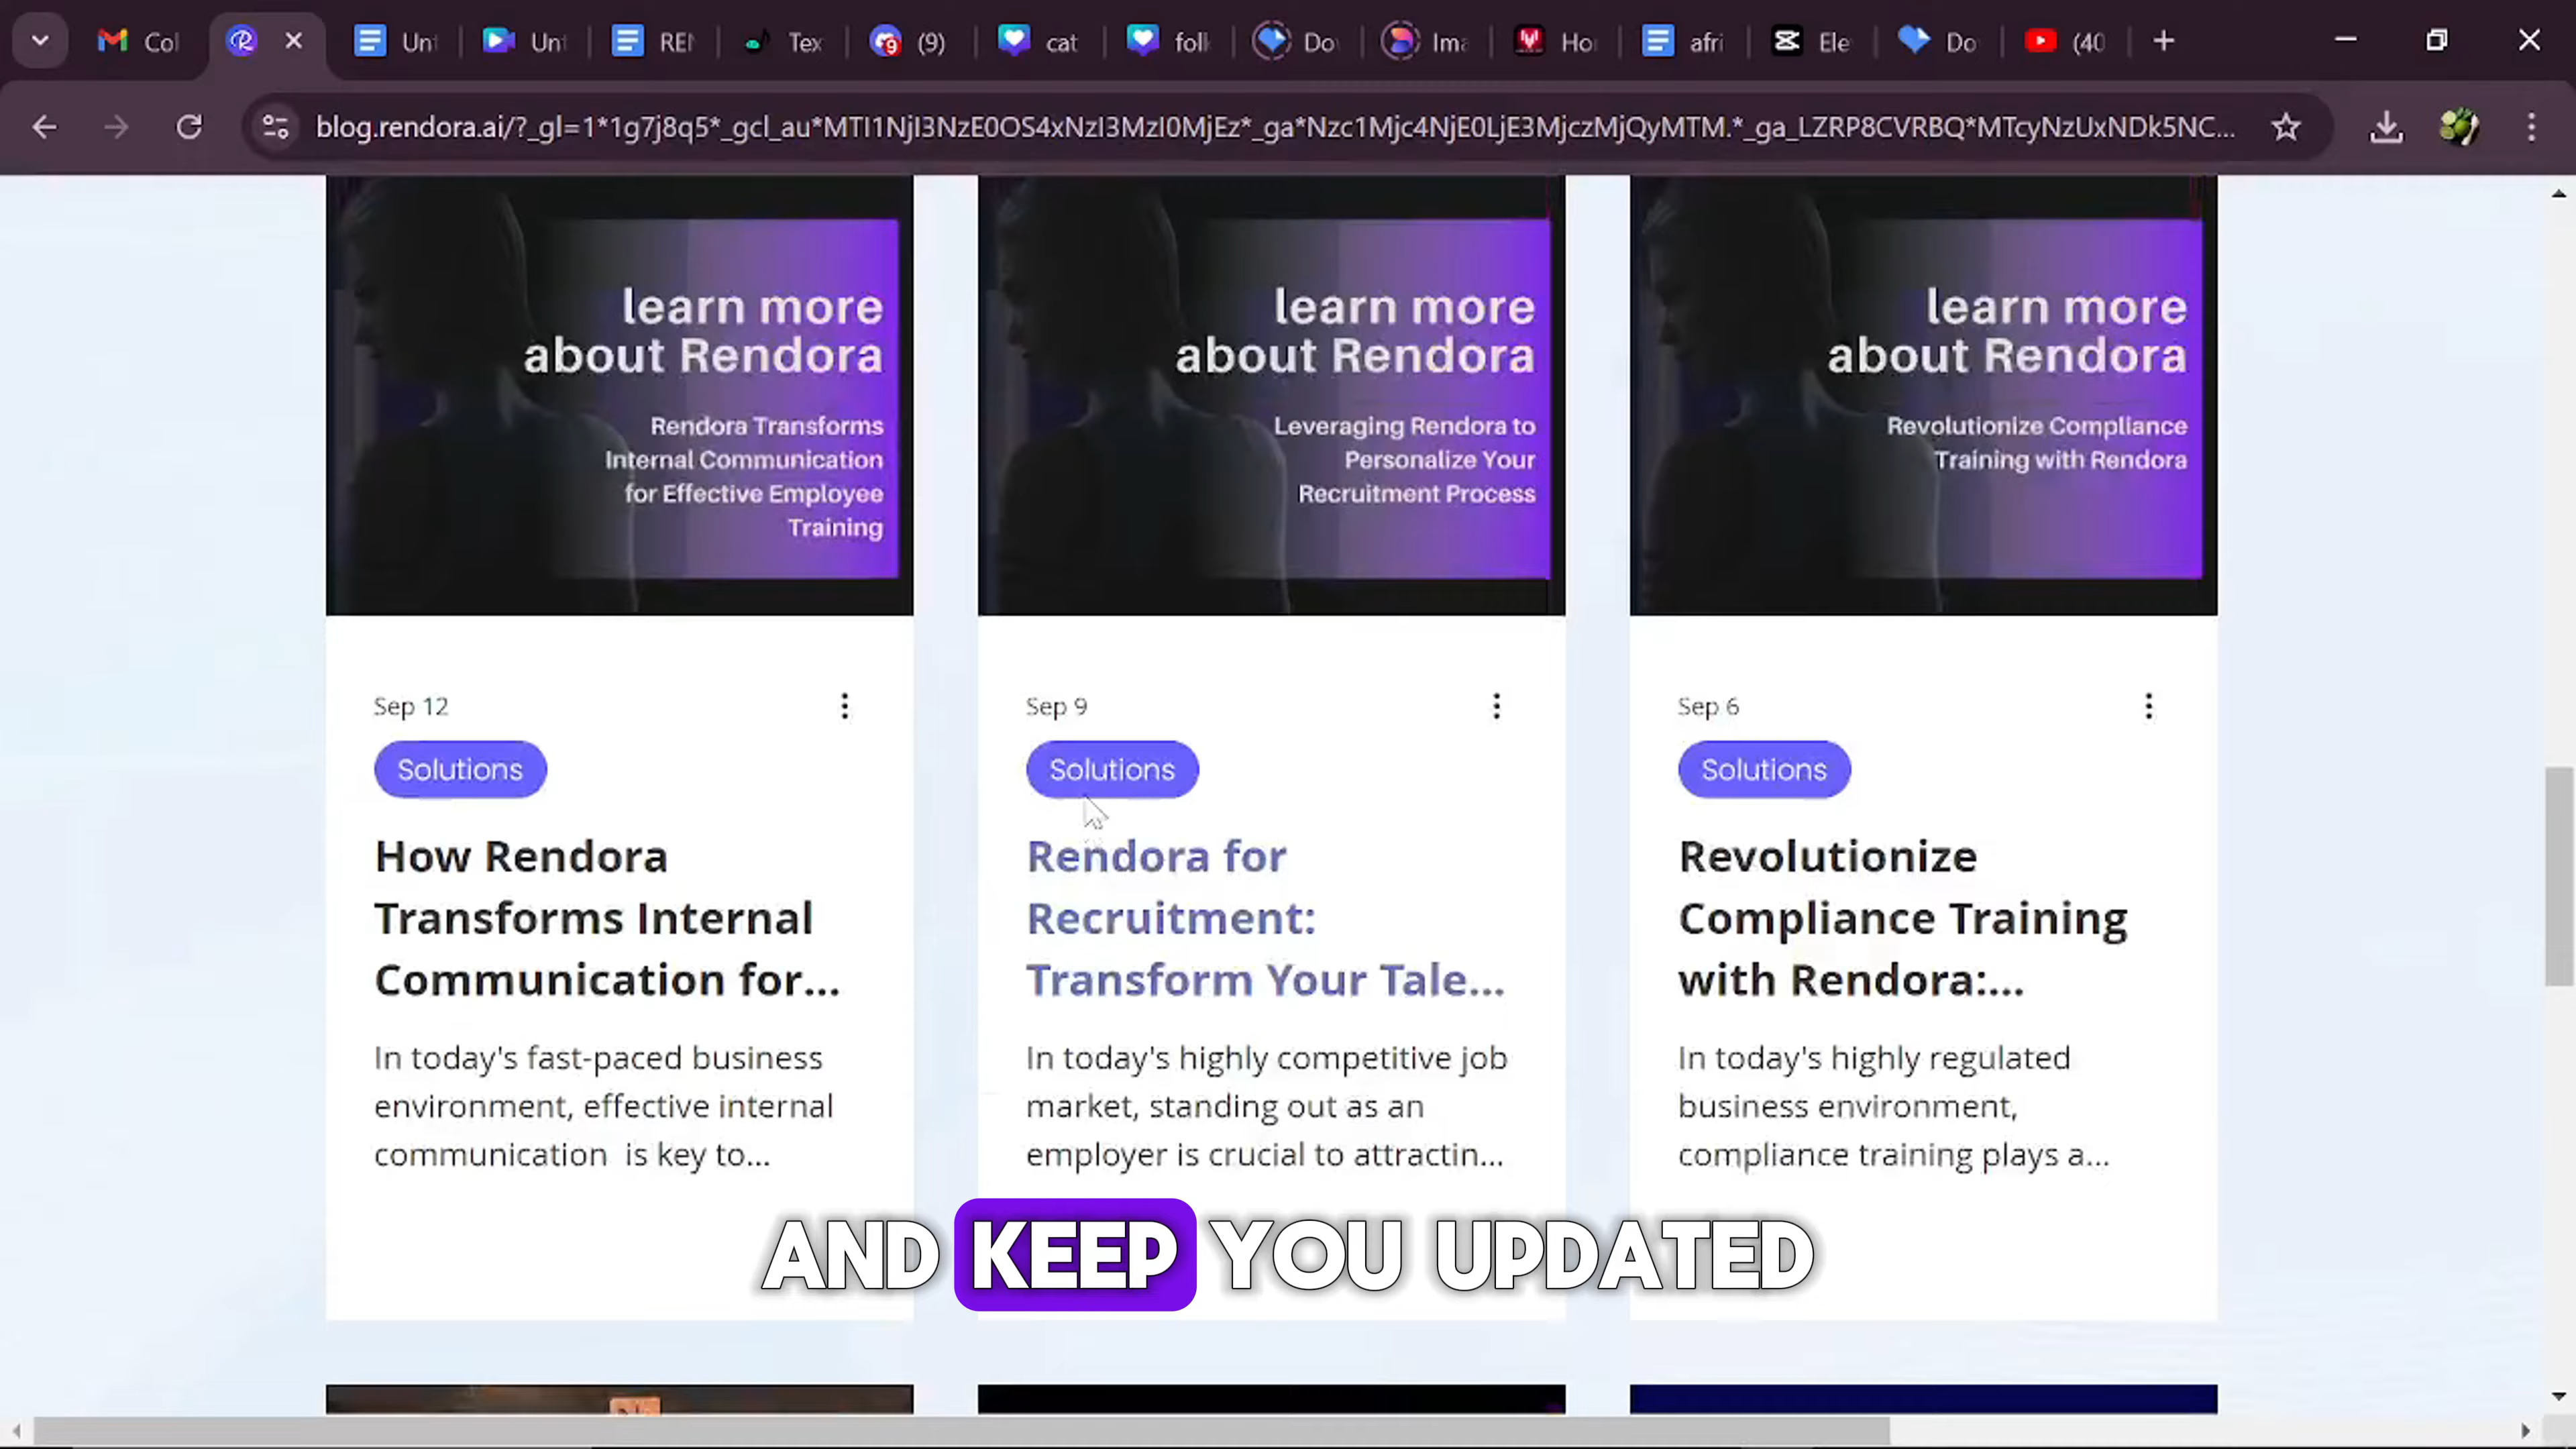 Col
Unt
Unt
REN
Tex
(9)
cat
folk
Do
Ima
Ho
afri
Ele
Do
(40
blog.rendora.ai/?_gl=1*1g7j8q5*_gcl_au*MTI1NjI3NzE0OS4xNzI3MzI0MjEz*_ga*Nzc1Mjc4NjE0LjE3MjczMjQyMTM.*_ga_LZRP8CVRBQ*MTcyNzUxNDk5NC...
learn more
about Rendora
Rendora Transforms
Internal Communication
for Effective Employee
Training
learn more
about Rendora
Leveraging Rendora to
Personalize Your
Recruitment Process
learn more
about Rendora
Revolutionize Compliance
Training with Rendora
Sep 12
Solutions
How Rendora
Transforms Internal
Communication for...
In today's fast-paced business
environment, effective internal
communication is key to...
Sep 9
Solutions
Rendora for
Recruitment:
Transform Your Tale...
In today's highly competitive job
market, standing out as an
employer is crucial to attractin...
Sep 6
Solutions
Revolutionize
Compliance Training
with Rendora:...
In today's highly regulated
business environment,
compliance training plays a...
AND KEEP YOU UPDATED